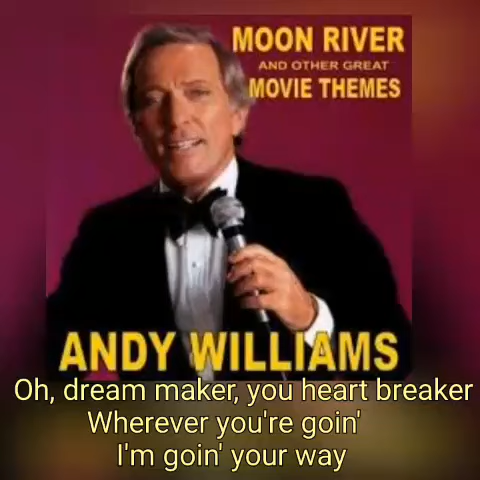 MOON RIVER
AND OTHER GREAT
MOVIE THEMES
ANDY WILLIAMS
Oh, dream maker, you heart breaker
Wherever you're goin'
I'm goin' your way